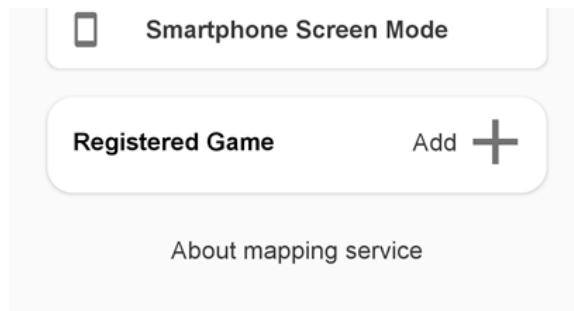 Smartphone Screen Mode
Registered Game Add
About mapping service